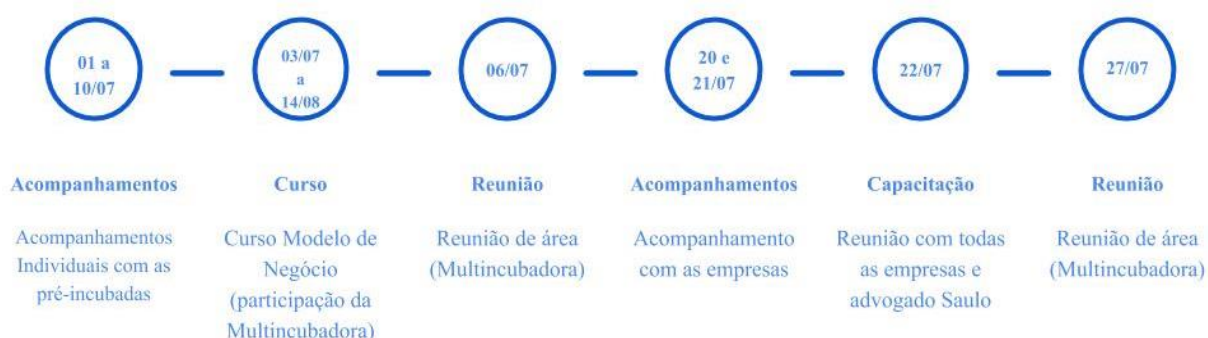 01 a
10/07
03/07
a
14/08
06/07
20 e
21/07
22/07
27/07
Acompanhamentos
Curso
Reunião
Acompanhamentos
Capacitação
Reunião
Acompanhamentos
Individuais com as
pré-incubadas
Curso Modelo de
Negócio
(participação da
Multincubadora)
Reunião de área
(Multincubadora)
Acompanhamento
com as empresas
Reunião com todas
as empresas e
advogado Saulo
Reunião de área
(Multincubadora)